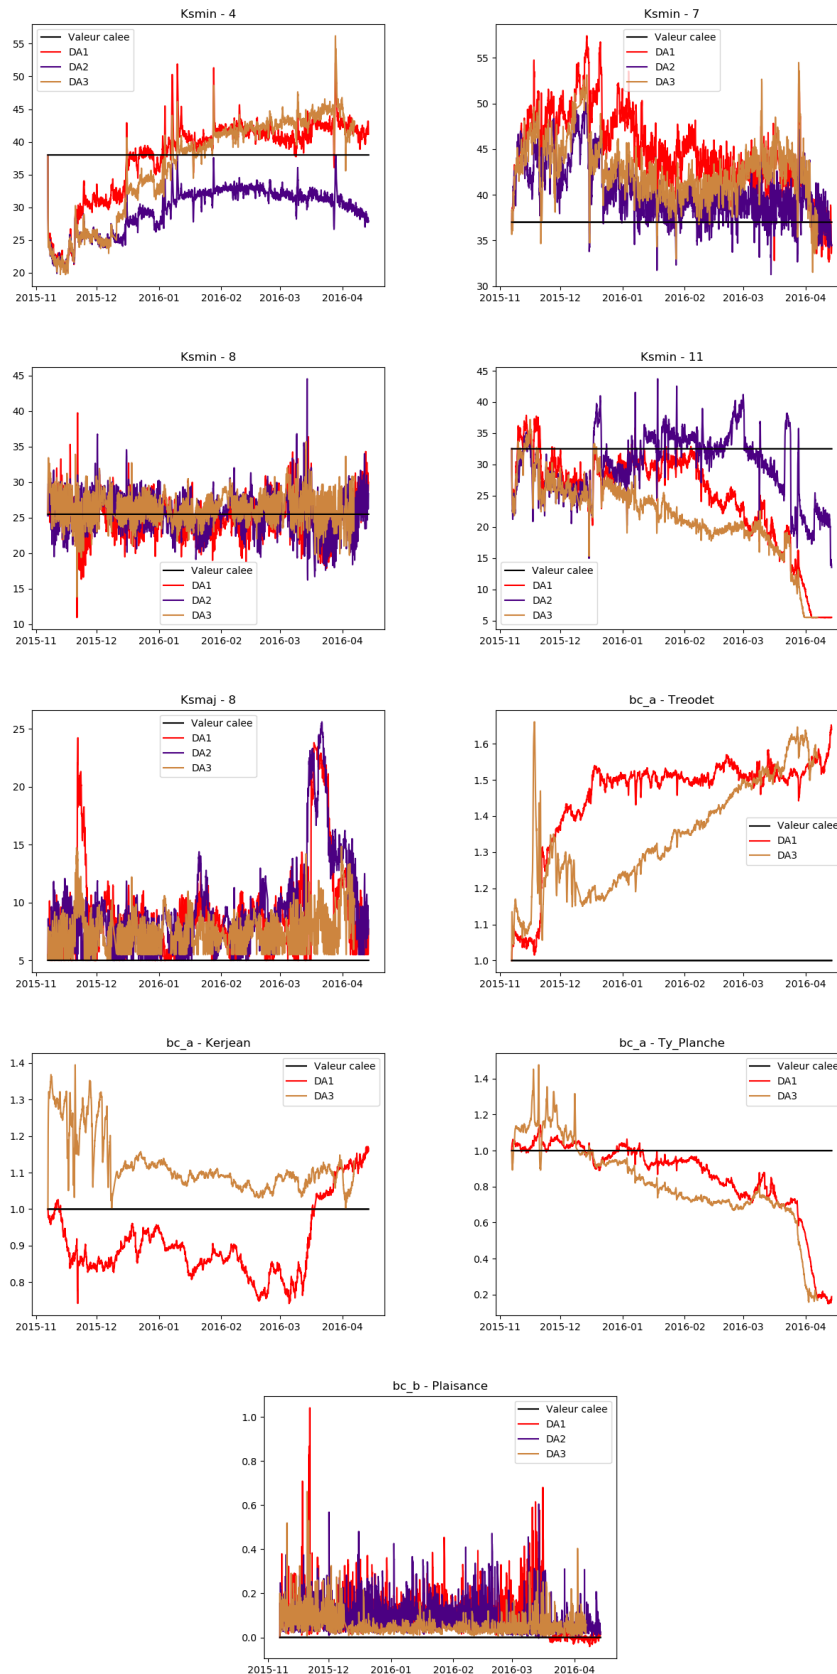 Ksmin - 4
55
50
45
40
35
30
25
20
Valeur calee
DA1
DA2
DA3
2015-11 2015-12 2016-01 2016-02 2016-03 2016-04
Ksmin - 7
55
50
45
40
35
30
Valeur calee
DA1
DA2
DA3
2015-11 2015-12 2016-01 2016-02 2016-03 2016-04
Ksmin - 8
45
40
35
30
25
20
15
10
Valeur calee
DA1
DA2
DA3
2015-11 2015-12 2016-01 2016-02 2016-03 2016-04
Ksmin - 11
45
40
35
30
25
20
15
10
5
Valeur calee
DA1
DA2
DA3
2015-11 2015-12 2016-01 2016-02 2016-03 2016-04
Ksmaj - 8
25
20
15
10
5
Valeur calee
DA1
DA2
DA3
2015-11 2015-12 2016-01 2016-02 2016-03 2016-04
bc_a - Treodet
1.6
1.5
1.4
1.3
1.2
1.1
1.0
Valeur calee
DA1
DA3
2015-11 2015-12 2016-01 2016-02 2016-03 2016-04
bc_a - Kerjean
1.4
1.3
1.2
1.1
1.0
0.9
0.8
Valeur calee
DA1
DA3
2015-11 2015-12 2016-01 2016-02 2016-03 2016-04
bc_a - Ty_Planche
1.4
1.2
1.0
0.8
0.6
0.4
0.2
Valeur calee
DA1
DA3
2015-11 2015-12 2016-01 2016-02 2016-03 2016-04
bc_b - Plaisance
1.0
0.8
0.6
0.4
0.2
0.0
Valeur calee
DA1
DA2
DA3
2015-11 2015-12 2016-01 2016-02 2016-03 2016-04